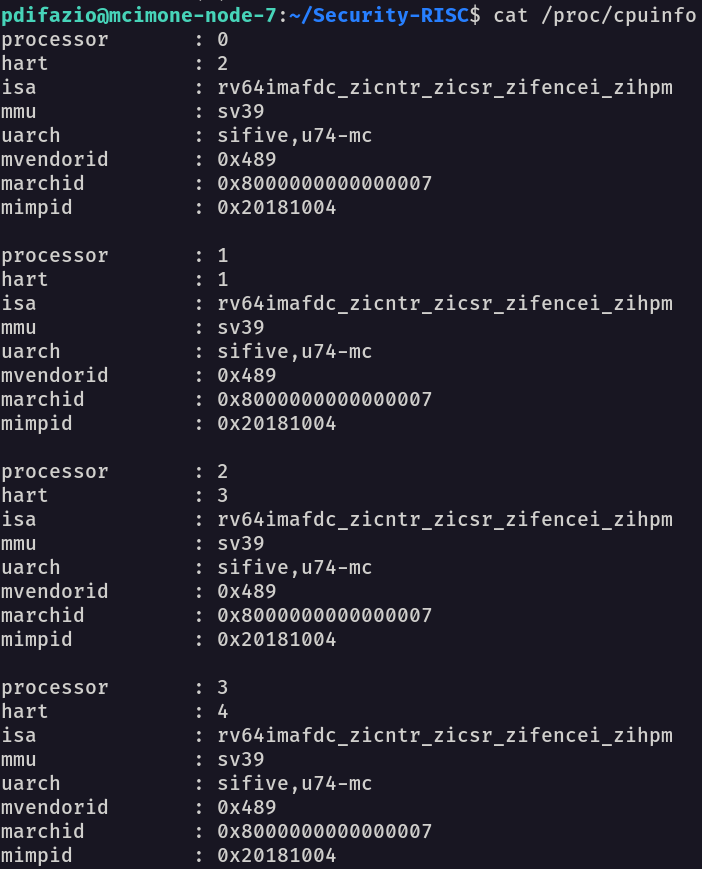 pdifazio@mcimone-node-7:~/Security-RISC$ cat /proc/cpuinfo
processor : 0
hart : 2
isa : rv64imafdc_zicntr_zicsr_zifencei_zihpm
mmu : sv39
uarch : sifive,u74-mc
mvendorid : 0x489
marchid : 0x8000000000000007
mimpid : 0x20181004

processor : 1
hart : 1
isa : rv64imafdc_zicntr_zicsr_zifencei_zihpm
mmu : sv39
uarch : sifive,u74-mc
mvendorid : 0x489
marchid : 0x8000000000000007
mimpid : 0x20181004

processor : 2
hart : 3
isa : rv64imafdc_zicntr_zicsr_zifencei_zihpm
mmu : sv39
uarch : sifive,u74-mc
mvendorid : 0x489
marchid : 0x8000000000000007
mimpid : 0x20181004

processor : 3
hart : 4
isa : rv64imafdc_zicntr_zicsr_zifencei_zihpm
mmu : sv39
uarch : sifive,u74-mc
mvendorid : 0x489
marchid : 0x8000000000000007
mimpid : 0x20181004